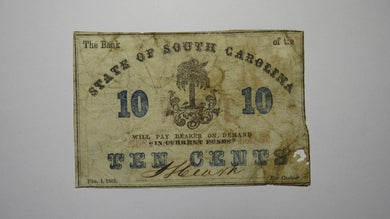 The Bank of the
STATE OF SOUTH CAROLINA
10 10
WILL PAY BEARER ON DEMAND
"IN CURRENT FUNDS"
TEN CENTS
FEB. 1, 1863.